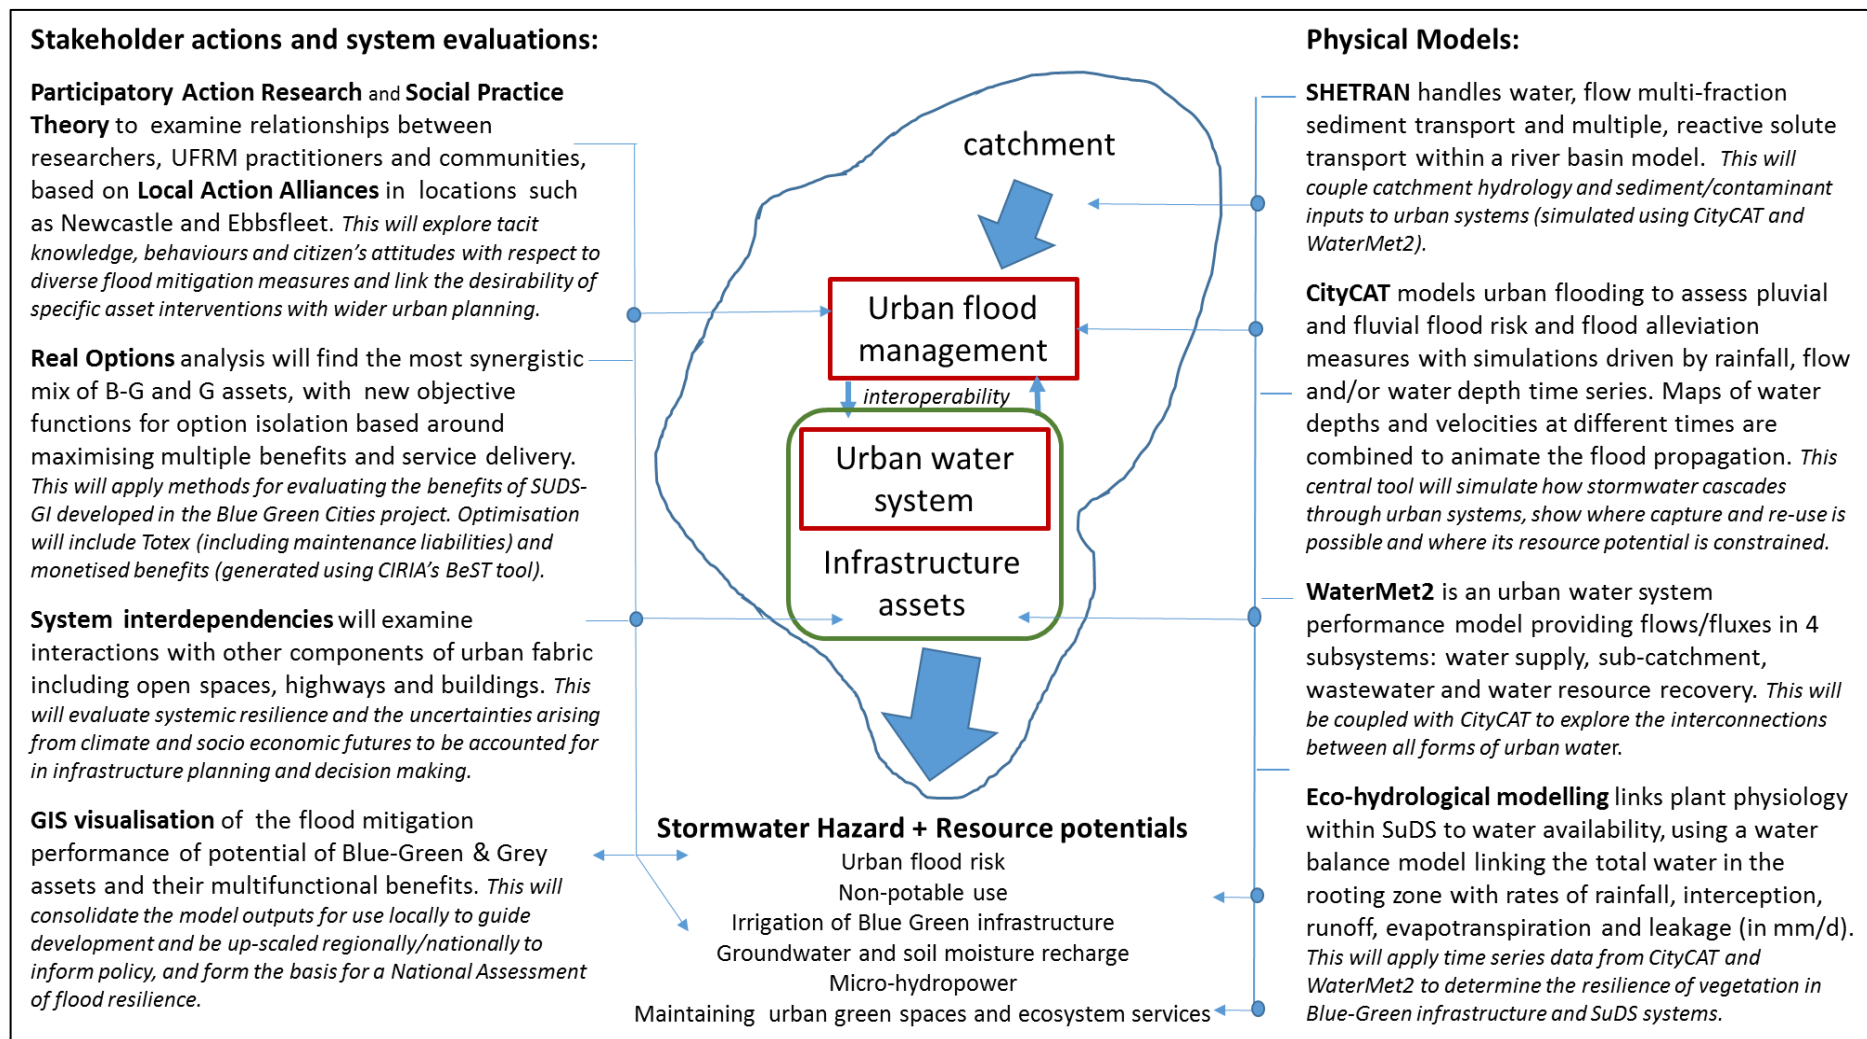 Stakeholder actions and system evaluations:
Participatory Action Research and Social Practice
Theory to examine relationships between
researchers, UFRM practitioners and communities,
based on Local Action Alliances in locations such
as Newcastle and Ebbsfleet. This will explore tacit
knowledge, behaviours and citizen's attitudes with respect to
diverse flood mitigation measures and link the desirability of
specific asset interventions with wider urban planning.
Real Options analysis will find the most synergistic
mix of B-G and G assets, with new objective
functions for option isolation based around
maximising multiple benefits and service delivery.
This will apply methods for evaluating the benefits of SUDS-
GI developed in the Blue Green Cities project. Optimisation
will include Totex (including maintenance liabilities) and
monetised benefits (generated using CIRIA's BeST tool).
System interdependencies will examine
interactions with other components of urban fabric
including open spaces, highways and buildings. This
will evaluate systemic resilience and the uncertainties arising
from climate and socio economic futures to be accounted for
in infrastructure planning and decision making.
GIS visualisation of the flood mitigation
performance of potential of Blue-Green & Grey
assets and their multifunctional benefits. This will
consolidate the model outputs for use locally to guide
development and be up-scaled regionally/nationally to
inform policy, and form the basis for a National Assessment
of flood resilience.
catchment
Urban flood
management
interoperability
Urban water
system
Infrastructure
assets
Stormwater Hazard + Resource potentials
Urban flood risk
Non-potable use
Irrigation of Blue Green infrastructure
Groundwater and soil moisture recharge
Micro-hydropower
Maintaining urban green spaces and ecosystem services
Physical Models:
SHETRAN handles water, flow multi-fraction
sediment transport and multiple, reactive solute
transport within a river basin model. This will
couple catchment hydrology and sediment/contaminant
inputs to urban systems (simulated using CityCAT and
WaterMet2).
CityCAT models urban flooding to assess pluvial
and fluvial flood risk and flood alleviation
measures with simulations driven by rainfall, flow
and/or water depth time series. Maps of water
depths and velocities at different times are
combined to animate the flood propagation. This
central tool will simulate how stormwater cascades
through urban systems, show where capture and re-use is
possible and where its resource potential is constrained.
WaterMet2 is an urban water system
performance model providing flows/fluxes in 4
subsystems: water supply, sub-catchment,
wastewater and water resource recovery. This will
be coupled with CityCAT to explore the interconnections
between all forms of urban water.
Eco-hydrological modelling links plant physiology
within SuDS to water availability, using a water
balance model linking the total water in the
rooting zone with rates of rainfall, interception,
runoff, evapotranspiration and leakage (in mm/d).
This will apply time series data from CityCAT and
WaterMet2 to determine the resilience of vegetation in
Blue-Green infrastructure and SuDS systems.